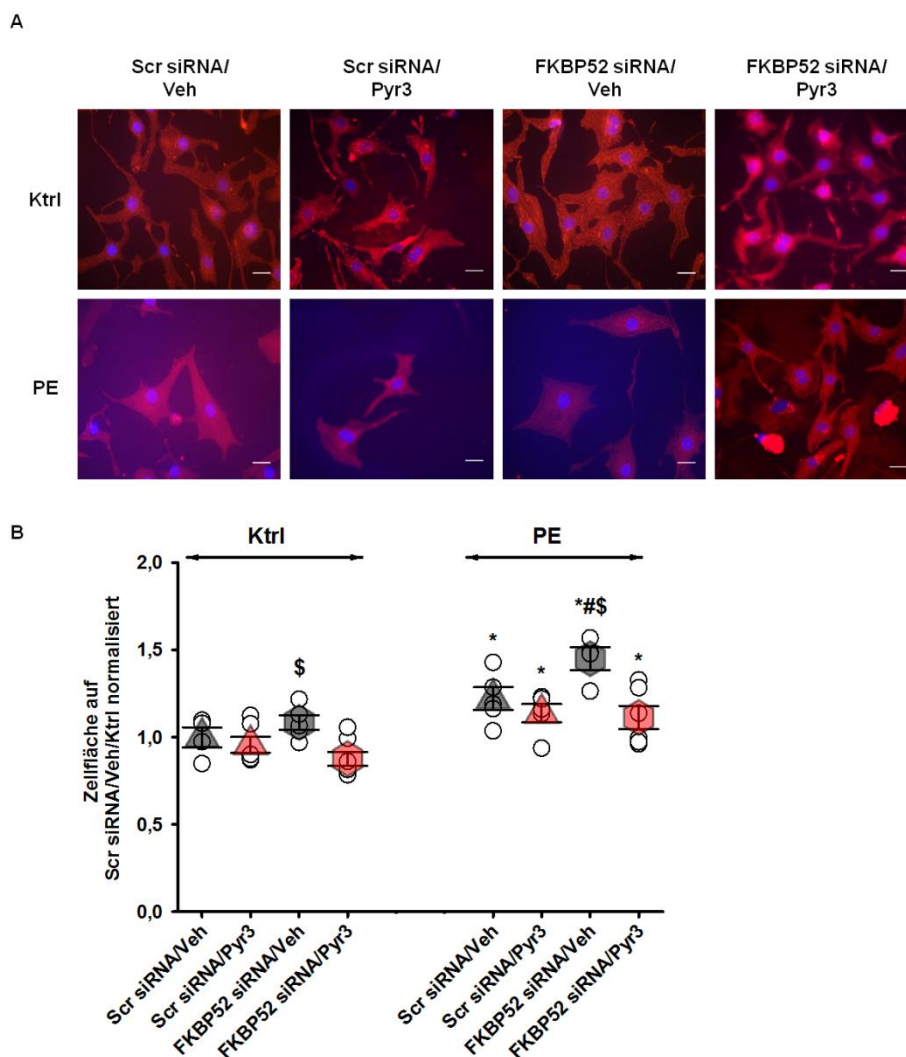 A
Scr siRNA/
Veh
Scr siRNA/
Pyr3
FKBP52 siRNA/
Veh
FKBP52 siRNA/
Pyr3
Ktrl
PE
B
Ktrl
PE
Zellfläche auf
Scr siRNA/Veh/Ktrl normalisiert
2,0
1,5
1,0
0,5
0,0
$
*
*
*#$
*
Scr siRNA/Veh
Scr siRNA/Pyr3
FKBP52 siRNA/Veh
FKBP52 siRNA/Pyr3
Scr siRNA/Veh
Scr siRNA/Pyr3
FKBP52 siRNA/Veh
FKBP52 siRNA/Pyr3